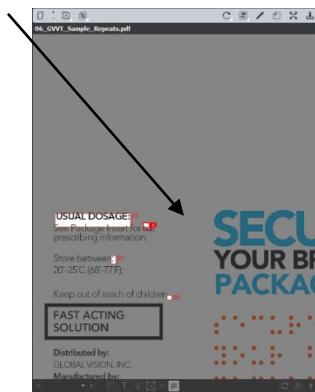 06_GVVT_Sample_Repeats.pdf
USUAL DOSAGE:
See Package Insert for full
prescribing information.
Store between
20°-25°C (68°-77°F);
Keep out of reach of children
FAST ACTING
SOLUTION
Distributed by:
GLOBAL VISION, INC.
Manufactured by:
SECU
YOUR BR
PACKAG